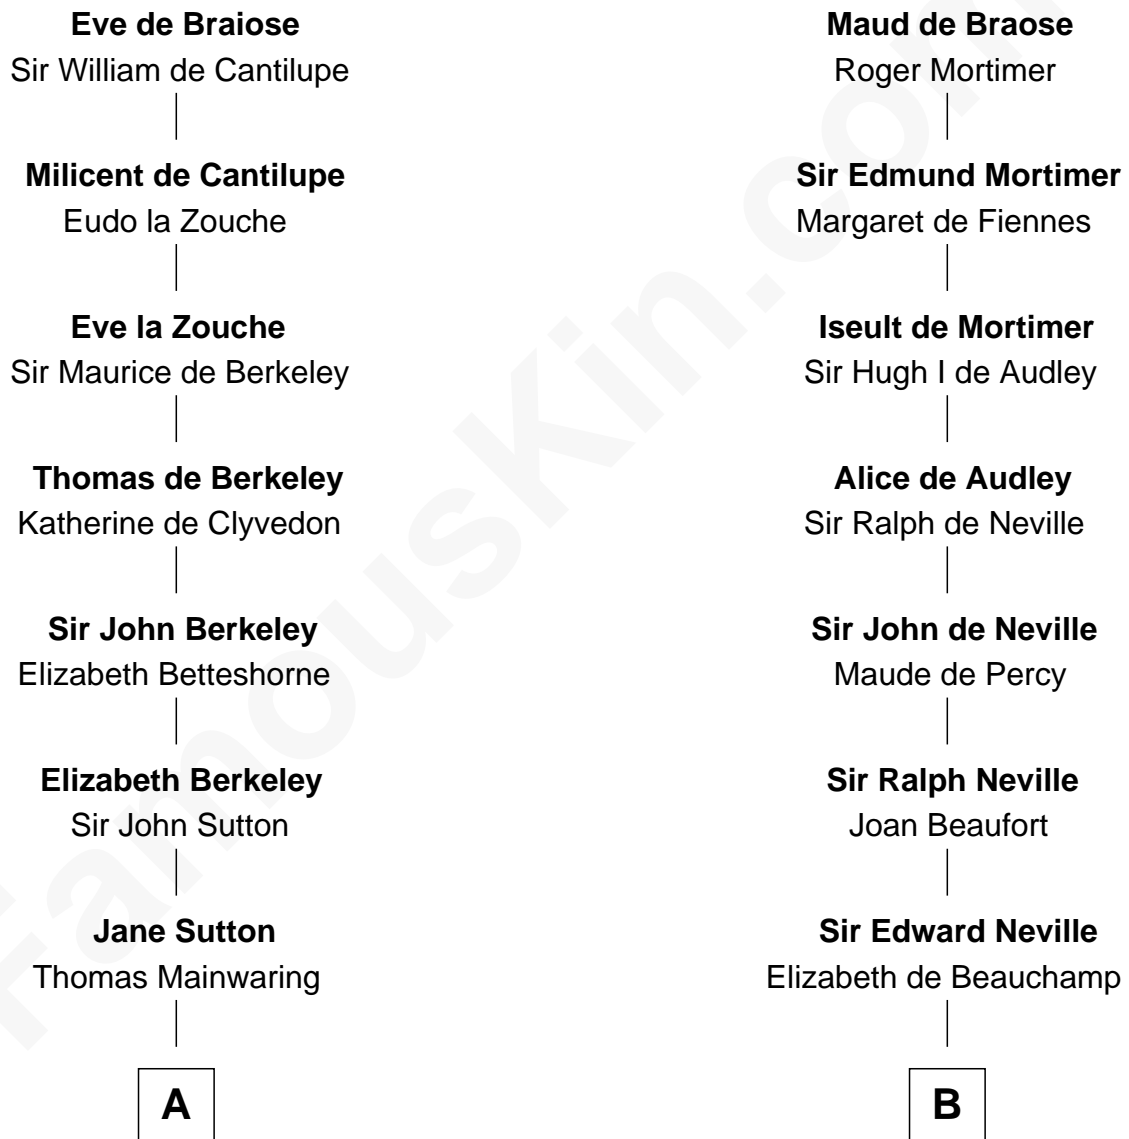 Eve de Braiose
Sir William de Cantilupe
Milicent de Cantilupe
Eudo la Zouche
Eve la Zouche
Sir Maurice de Berkeley
Thomas de Berkeley
Katherine de Clyvedon
Sir John Berkeley
Elizabeth Betteshorne
Elizabeth Berkeley
Sir John Sutton
Jane Sutton
Thomas Mainwaring
A
Maud de Braose
Roger Mortimer
Sir Edmund Mortimer
Margaret de Fiennes
Iseult de Mortimer
Sir Hugh I de Audley
Alice de Audley
Sir Ralph de Neville
Sir John de Neville
Maude de Percy
Sir Ralph Neville
Joan Beaufort
Sir Edward Neville
Elizabeth de Beauchamp
B
FamousKin.com